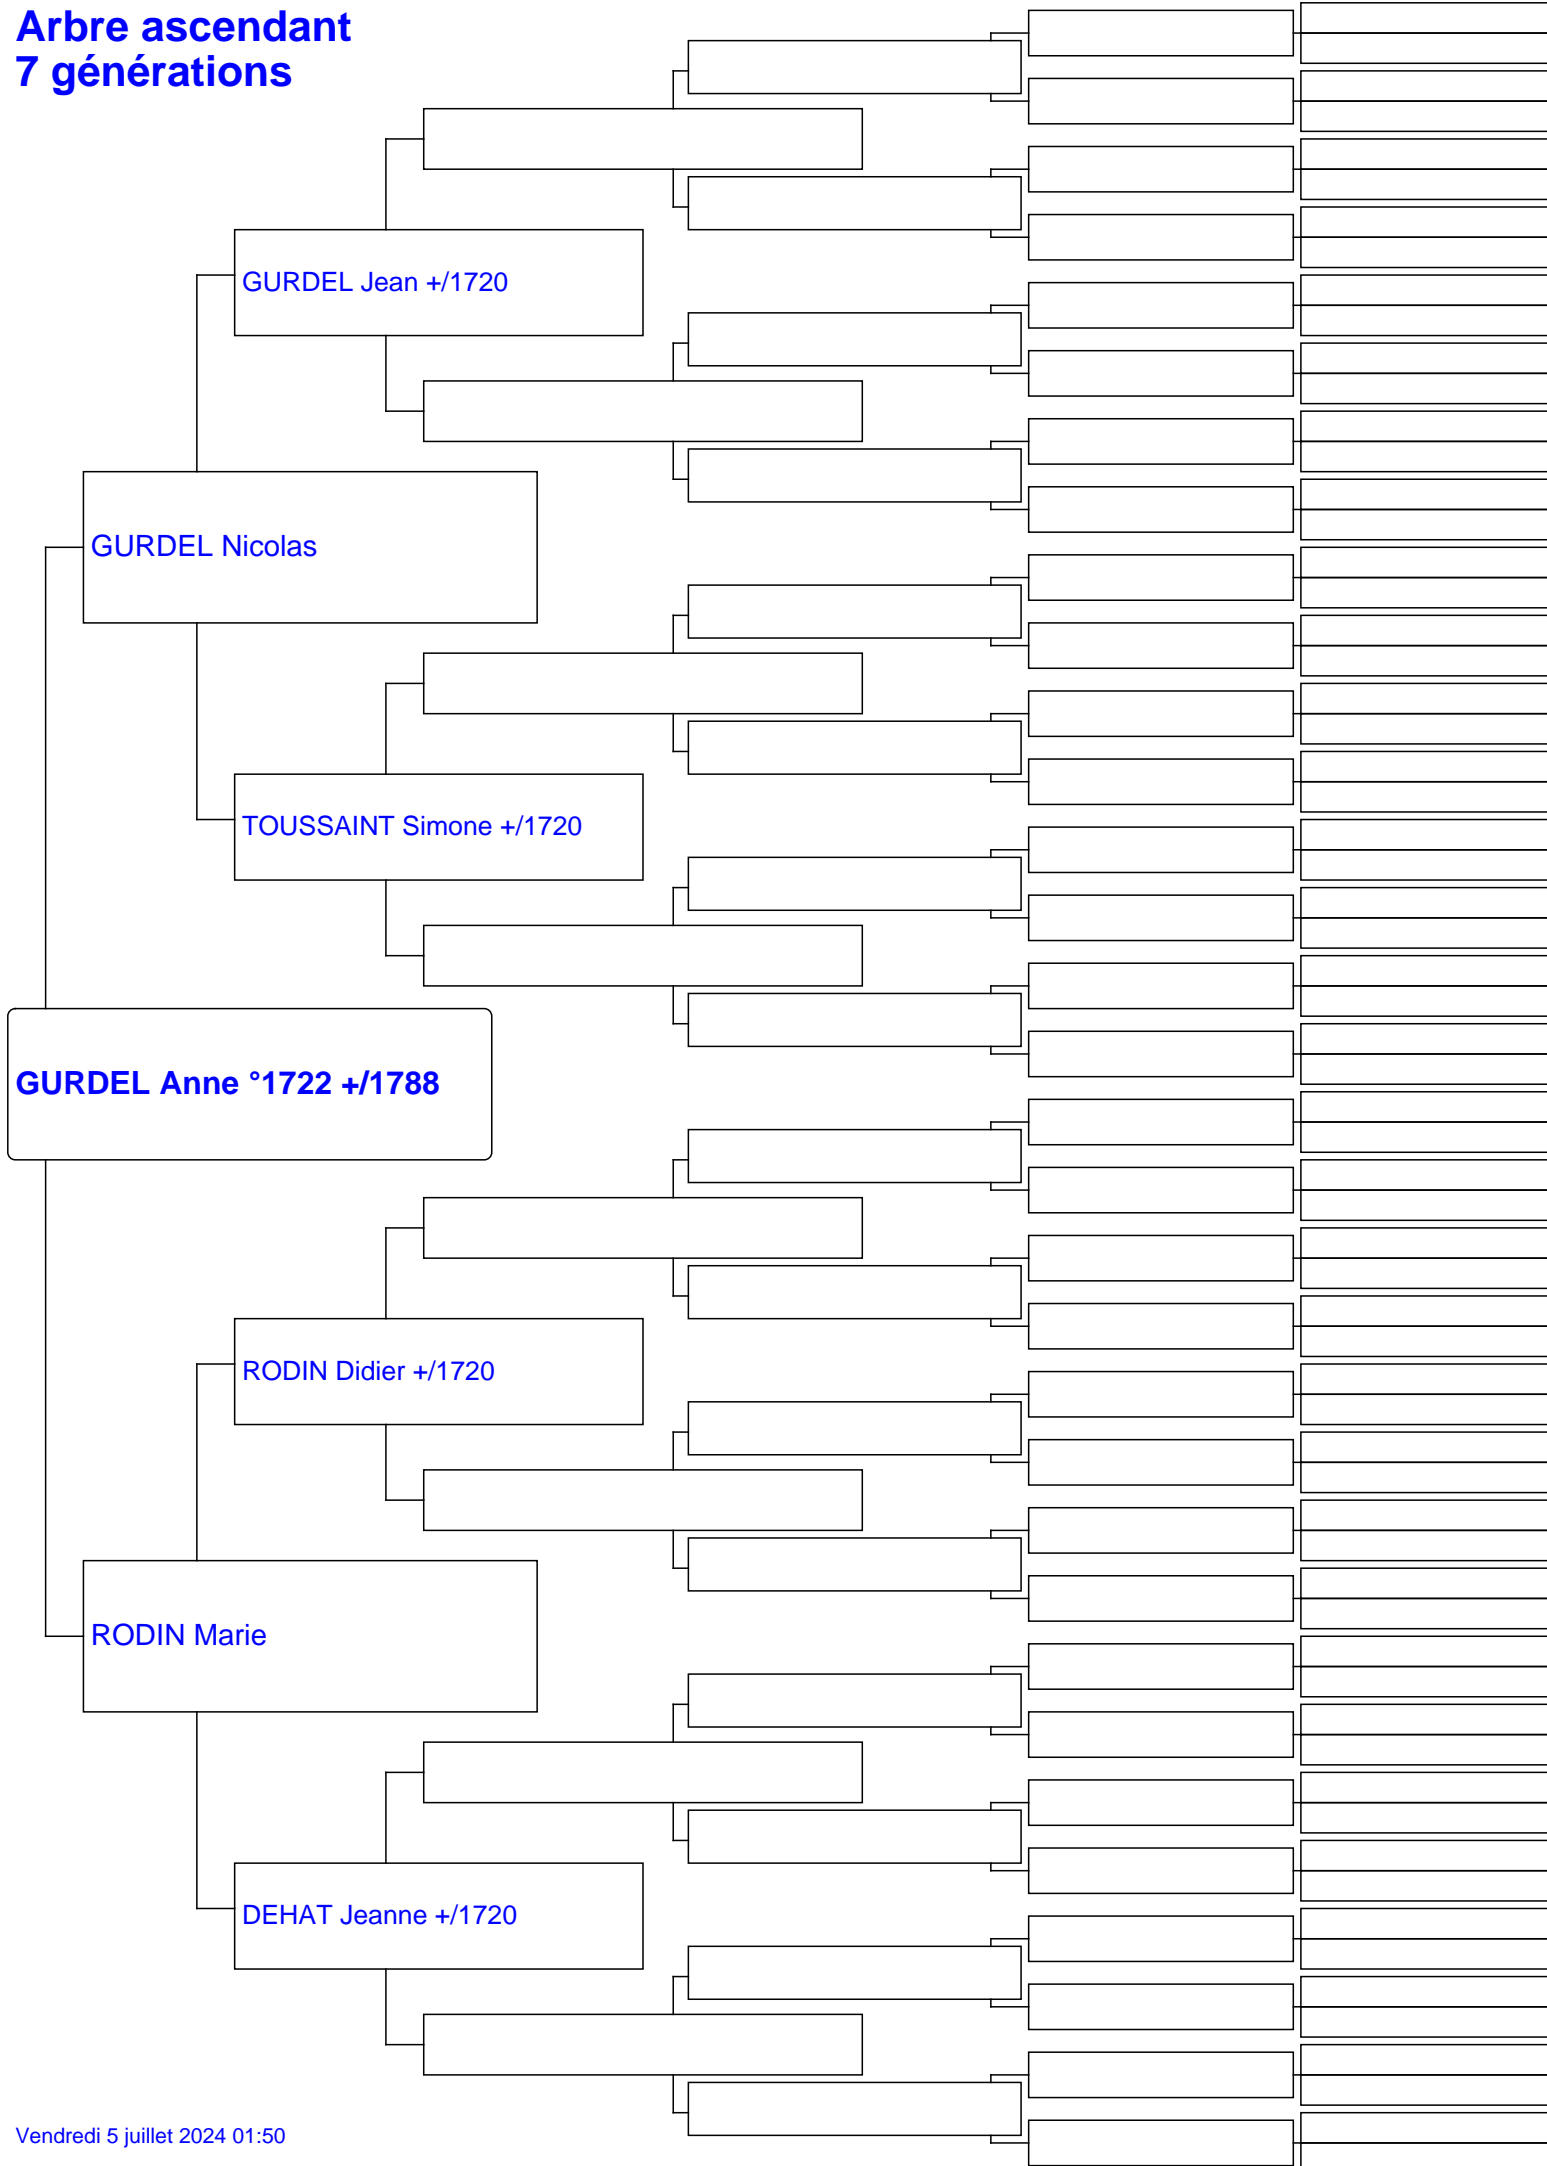 Arbre ascendant
7 générations
GURDEL Jean +/1720
GURDEL Nicolas
TOUSSAINT Simone +/1720
GURDEL Anne °1722 +/1788
RODIN Didier +/1720
RODIN Marie
DEHAT Jeanne +/1720
Vendredi 5 juillet 2024 01:50